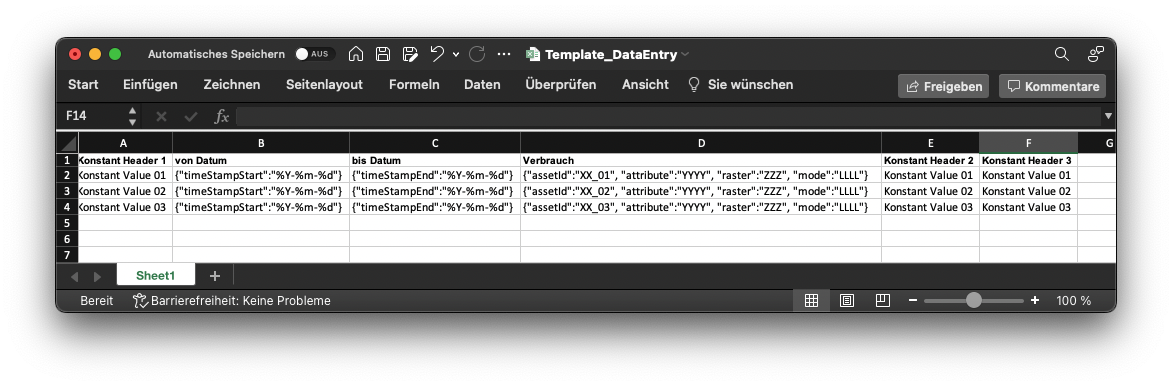 Automatisches Speichern AUS Template_DataEntry
Start Einfügen Zeichnen Seitenlayout Formeln Daten Überprüfen Ansicht Sie wünschen Freigeben Kommentare
F14 fx
A B C D E F G
1 Konstant Header 1 von Datum bis Datum Verbrauch Konstant Header 2 Konstant Header 3
2 Konstant Value 01 {"timeStampStart":"%Y-%m-%d"} {"timeStampEnd":"%Y-%m-%d"} {"assetId":"XX_01", "attribute":"YYYY", "raster":"ZZZ", "mode":"LLLL"} Konstant Value 01 Konstant Value 01
3 Konstant Value 02 {"timeStampStart":"%Y-%m-%d"} {"timeStampEnd":"%Y-%m-%d"} {"assetId":"XX_02", "attribute":"YYYY", "raster":"ZZZ", "mode":"LLLL"} Konstant Value 02 Konstant Value 02
4 Konstant Value 03 {"timeStampStart":"%Y-%m-%d"} {"timeStampEnd":"%Y-%m-%d"} {"assetId":"XX_03", "attribute":"YYYY", "raster":"ZZZ", "mode":"LLLL"} Konstant Value 03 Konstant Value 03
5
6
7
Sheet1 +
Bereit Barrierefreiheit: Keine Probleme − + 100 %